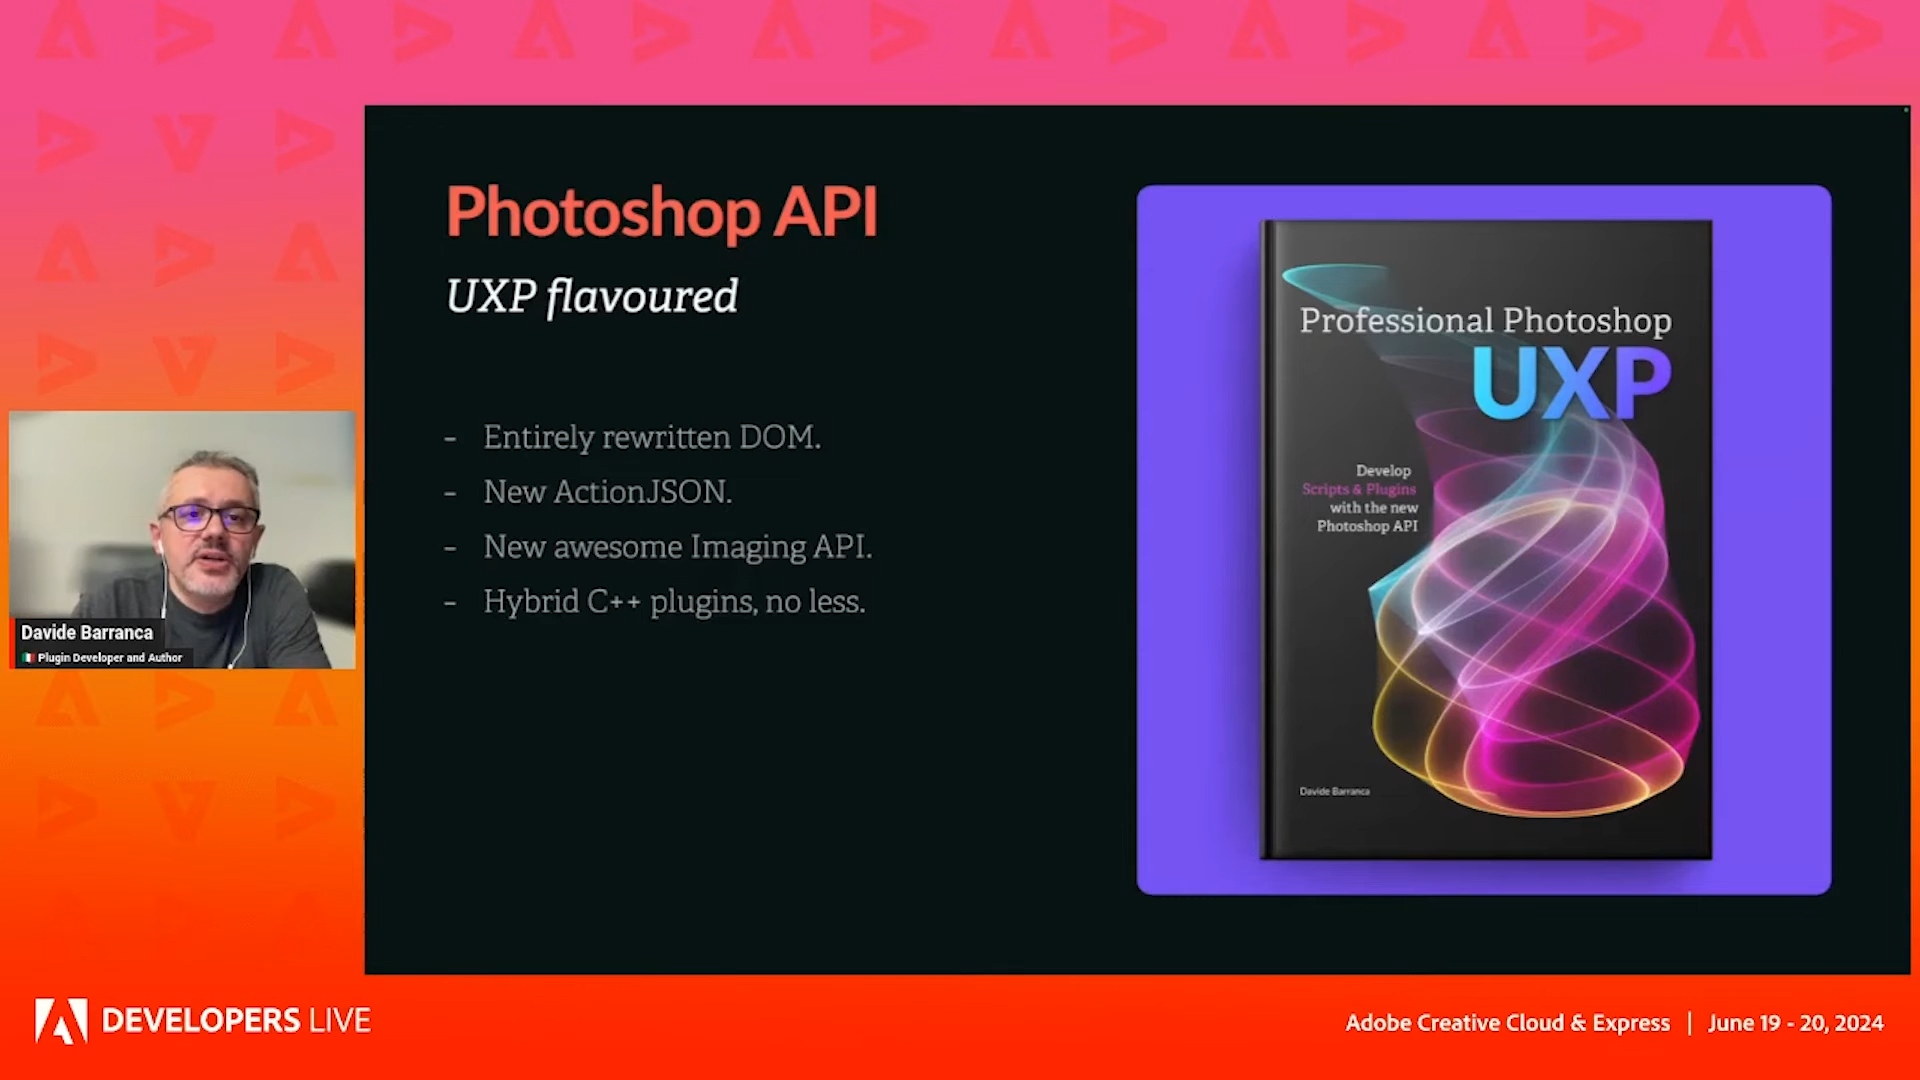 Photoshop API
UXP flavoured
- Entirely rewritten DOM.
- New ActionJSON.
- New awesome Imaging API.
- Hybrid C++ plugins, no less.
Professional Photoshop
UXP
Develop
Scripts & Plugins
with the new
Photoshop API
Davide Barranca
Davide Barranca
Plugin Developer and Author
DEVELOPERS LIVE
Adobe Creative Cloud & Express | June 19 - 20, 2024